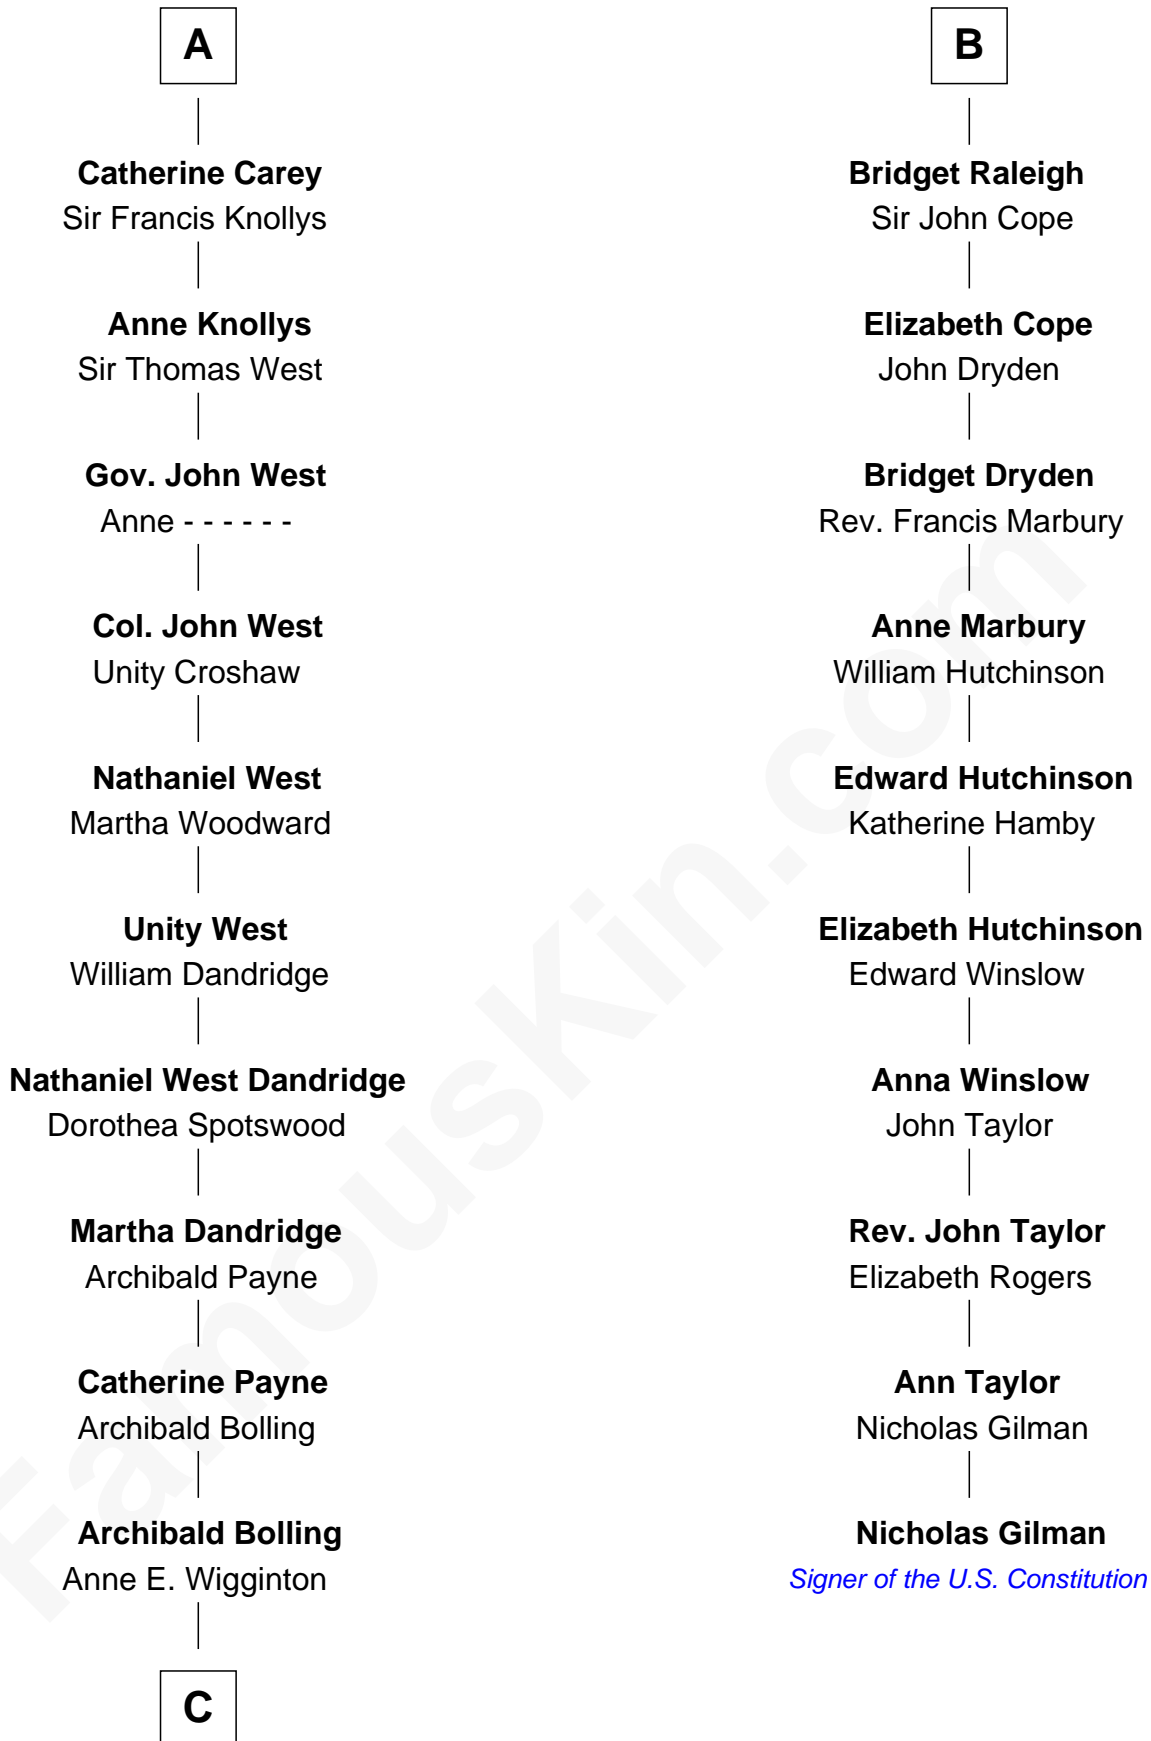 A
Catherine Carey
Sir Francis Knollys
Anne Knollys
Sir Thomas West
Gov. John West
Anne - - - - - -
Col. John West
Unity Croshaw
Nathaniel West
Martha Woodward
Unity West
William Dandridge
Nathaniel West Dandridge
Dorothea Spotswood
Martha Dandridge
Archibald Payne
Catherine Payne
Archibald Bolling
Archibald Bolling
Anne E. Wigginton
C
B
Bridget Raleigh
Sir John Cope
Elizabeth Cope
John Dryden
Bridget Dryden
Rev. Francis Marbury
Anne Marbury
William Hutchinson
Edward Hutchinson
Katherine Hamby
Elizabeth Hutchinson
Edward Winslow
Anna Winslow
John Taylor
Rev. John Taylor
Elizabeth Rogers
Ann Taylor
Nicholas Gilman
Nicholas Gilman
Signer of the U.S. Constitution
FamousKin.com